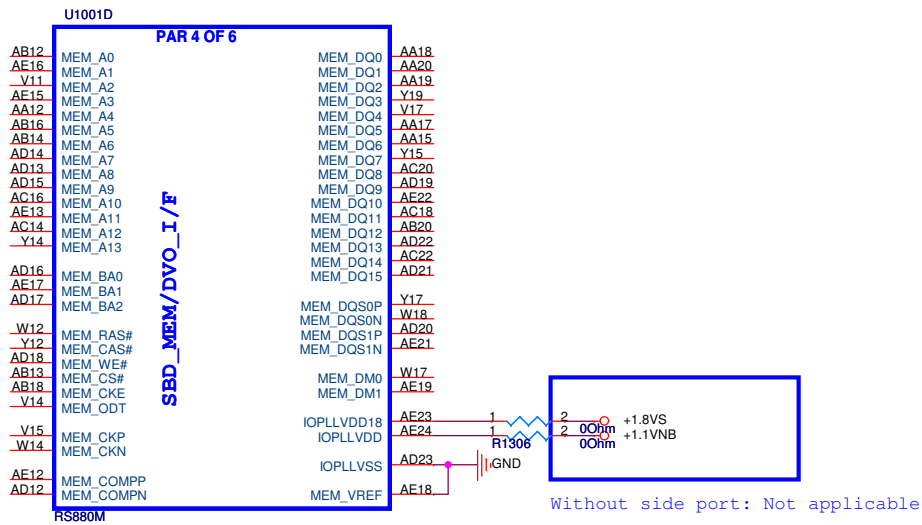 U1001D
PAR 4 OF 6
AB12 MEM_A0 MEM_DQ0 AA18
AE16 MEM_A1 MEM_DQ1 AA20
V11 MEM_A2 MEM_DQ2 AA19
AE15 MEM_A3 MEM_DQ3 Y19
AA12 MEM_A4 MEM_DQ4 V17
AB16 MEM_A5 MEM_DQ5 AA17
AB14 MEM_A6 MEM_DQ6 AA15
AD14 MEM_A7 MEM_DQ7 Y15
AD13 MEM_A8 MEM_DQ8 AC20
AD15 MEM_A9 MEM_DQ9 AD19
AC16 MEM_A10 MEM_DQ10 AE22
AE13 MEM_A11 MEM_DQ11 AC18
AC14 MEM_A12 MEM_DQ12 AB20
Y14 MEM_A13 MEM_DQ13 AD22
MEM_DQ14 AC22
AD16 MEM_BA0 MEM_DQ15 AD21
AE17 MEM_BA1
AD17 MEM_BA2 MEM_DQS0P Y17
MEM_DQS0N W18
W12 MEM_RAS# MEM_DQS1P AD20
Y12 MEM_CAS# MEM_DQS1N AE21
AD18 MEM_WE#
AB13 MEM_CS# MEM_DM0 W17
AB18 MEM_CKE MEM_DM1 AE19
V14 MEM_ODT
IOPLLVDD18 AE23 1 2 0Ohm +1.8VS
V15 MEM_CKP IOPLLVDD AE24 1 R1306 2 0Ohm +1.1VNB
W14 MEM_CKN
IOPLLVSS AD23 GND
AE12 MEM_COMPP
AD12 MEM_COMPN MEM_VREF AE18
SBD_MEM/DVO_I/F
RS880M
Without side port: Not applicable